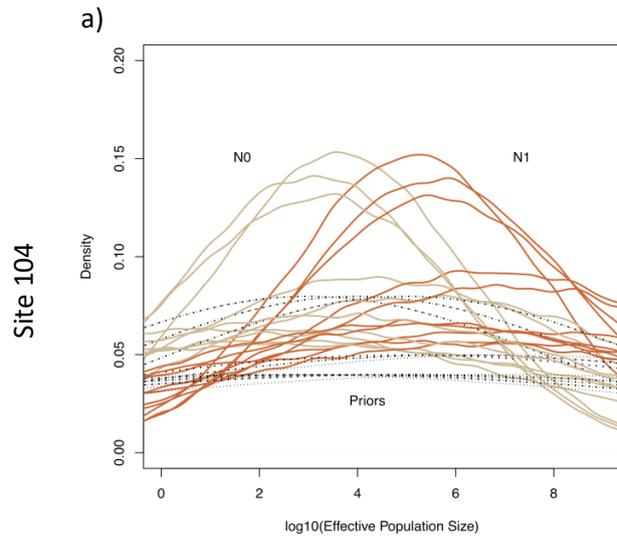 a)
Site 104
Density
0.20
0.15
0.10
0.05
0.00
N0
N1
Priors
0 2 4 6 8
log10(Effective Population Size)